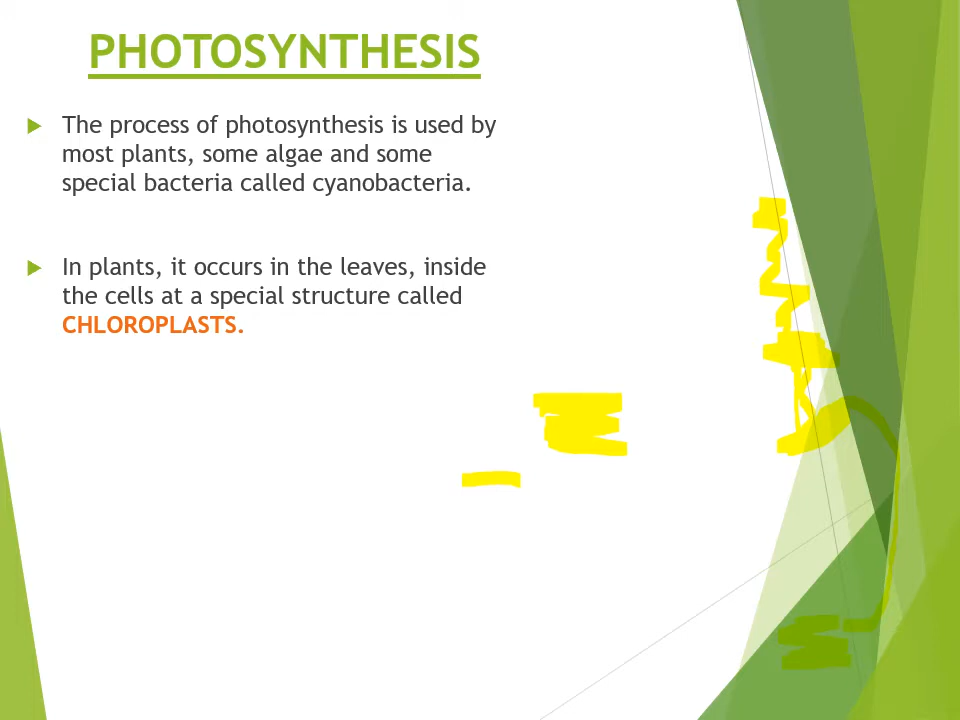 PHOTOSYNTHESIS
The process of photosynthesis is used by
most plants, some algae and some
special bacteria called cyanobacteria.
In plants, it occurs in the leaves, inside
the cells at a special structure called
CHLOROPLASTS.